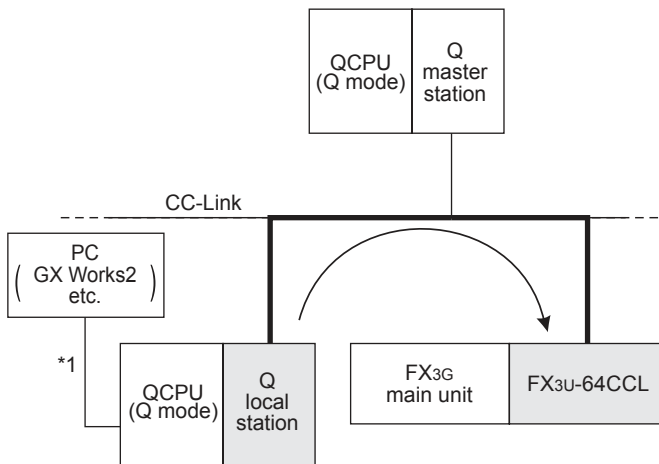 QCPU
(Q mode)
Q
master
station
CC-Link
PC
( GX Works2 )
etc.
*1
QCPU
(Q mode)
Q
local
station
FX3G
main unit
FX3U-64CCL